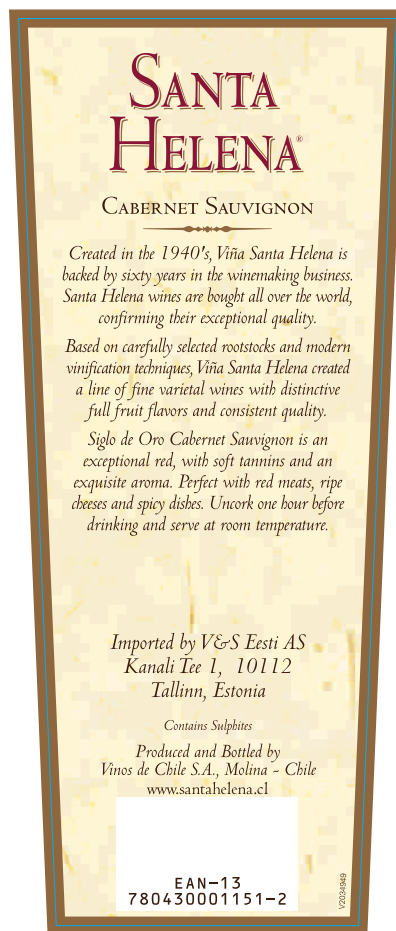 SANTA
HELENA®
CABERNET SAUVIGNON
Created in the 1940's, Viña Santa Helena is
backed by sixty years in the winemaking business.
Santa Helena wines are bought all over the world,
confirming their exceptional quality.
Based on carefully selected rootstocks and modern
vinification techniques, Viña Santa Helena created
a line of fine varietal wines with distinctive
full fruit flavors and consistent quality.
Siglo de Oro Cabernet Sauvignon is an
exceptional red, with soft tannins and an
exquisite aroma. Perfect with red meats, ripe
cheeses and spicy dishes. Uncork one hour before
drinking and serve at room temperature.
Imported by V&S Eesti AS
Kanali Tee 1, 10112
Tallinn, Estonia
Contains Sulphites
Produced and Bottled by
Vinos de Chile S.A., Molina - Chile
www.santahelena.cl
EAN-13
780430001151-2
V2034949